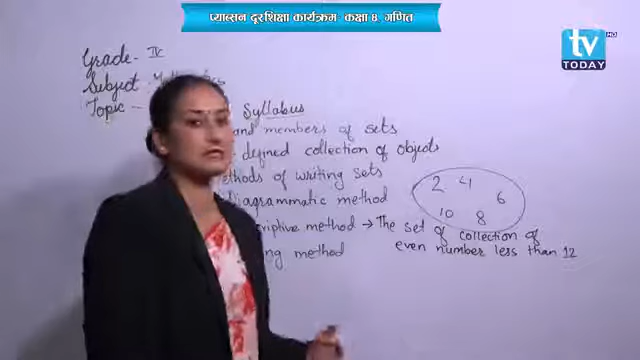 प्याब्सन दूरशिक्षा कार्यक्रम कक्षा ४, गणित
tv
TODAY
HD
Grade - IV
Subject
Topic - Syllabus
and members of sets
defined collection of objects
methods of writing sets
Diagrammatic method
method → The set of collection of
even number less than 12
method
2 4
6
10 8